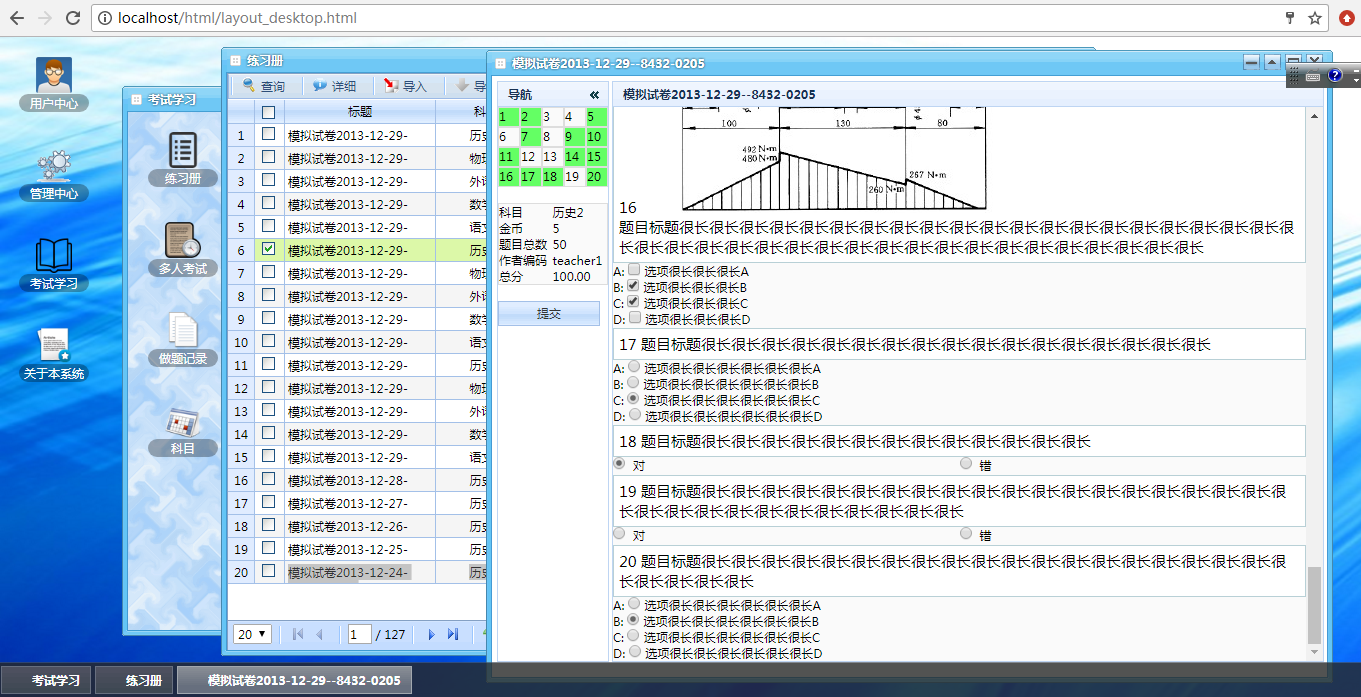 localhost/html/layout_desktop.html
用户中心
管理中心
考试学习
关于本系统
考试学习
练习册
多人考试
做题记录
科目
练习册
查询 详细 导入 导
标题 科
1 模拟试卷2013-12-29- 历史
2 模拟试卷2013-12-29- 物理
3 模拟试卷2013-12-29- 外语
4 模拟试卷2013-12-29- 数学
5 模拟试卷2013-12-29- 语文
6 模拟试卷2013-12-29- 历史
7 模拟试卷2013-12-29- 物理
8 模拟试卷2013-12-29- 外语
9 模拟试卷2013-12-29- 数学
10 模拟试卷2013-12-29- 语文
11 模拟试卷2013-12-29- 历史
12 模拟试卷2013-12-29- 物理
13 模拟试卷2013-12-29- 外语
14 模拟试卷2013-12-29- 数学
15 模拟试卷2013-12-29- 语文
16 模拟试卷2013-12-28- 历史
17 模拟试卷2013-12-27- 历史
18 模拟试卷2013-12-26- 历史
19 模拟试卷2013-12-25- 历史
20 模拟试卷2013-12-24- 历史
20 1 / 127
模拟试卷2013-12-29--8432-0205
导航 «
1 2 3 4 5
6 7 8 9 10
11 12 13 14 15
16 17 18 19 20
科目 历史2
金币 5
题目总数 50
作者编码 teacher1
总分 100.00
提交
模拟试卷2013-12-29--8432-0205
100 130 80
492 N·m
480 N·m
267 N·m
260 N·m
16
题目标题很长很长很长很长很长很长很长很长很长很长很长很长很长很长很长很长很长很长很长很长很
长很长很长很长很长很长很长很长很长很长很长很长很长很长很长很长很长很长很长很长
A: 选项很长很长很长A
B: 选项很长很长很长B
C: 选项很长很长很长C
D: 选项很长很长很长D
17 题目标题很长很长很长很长很长很长很长很长很长很长很长很长很长很长很长很长很长
A: 选项很长很长很长很长很长很长A
B: 选项很长很长很长很长很长很长B
C: 选项很长很长很长很长很长很长C
D: 选项很长很长很长很长很长很长D
18 题目标题很长很长很长很长很长很长很长很长很长很长很长很长很长
对 错
19 题目标题很长很长很长很长很长很长很长很长很长很长很长很长很长很长很长很长很长很长很长很
长很长很长很长很长很长很长很长很长很长很长很长
对 错
20 题目标题很长很长很长很长很长很长很长很长很长很长很长很长很长很长很长很长很长很长很长很
长很长很长很长很长
A: 选项很长很长很长很长很长很长A
B: 选项很长很长很长很长很长很长B
C: 选项很长很长很长很长很长很长C
D: 选项很长很长很长很长很长很长D
考试学习 练习册 模拟试卷2013-12-29--8432-0205